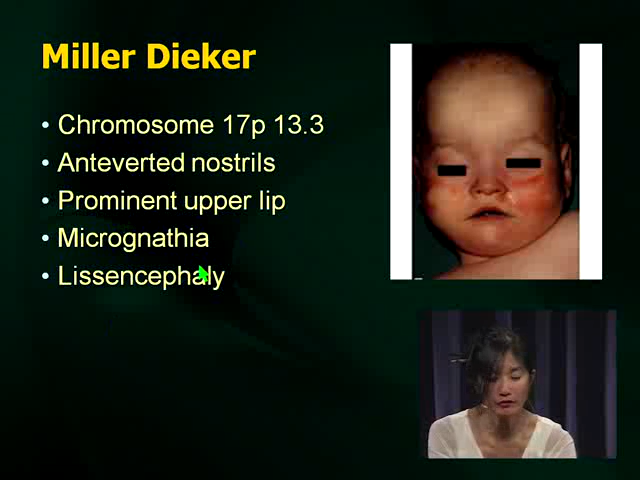 Miller Dieker
• Chromosome 17p 13.3
• Anteverted nostrils
• Prominent upper lip
• Micrognathia
• Lissencephaly